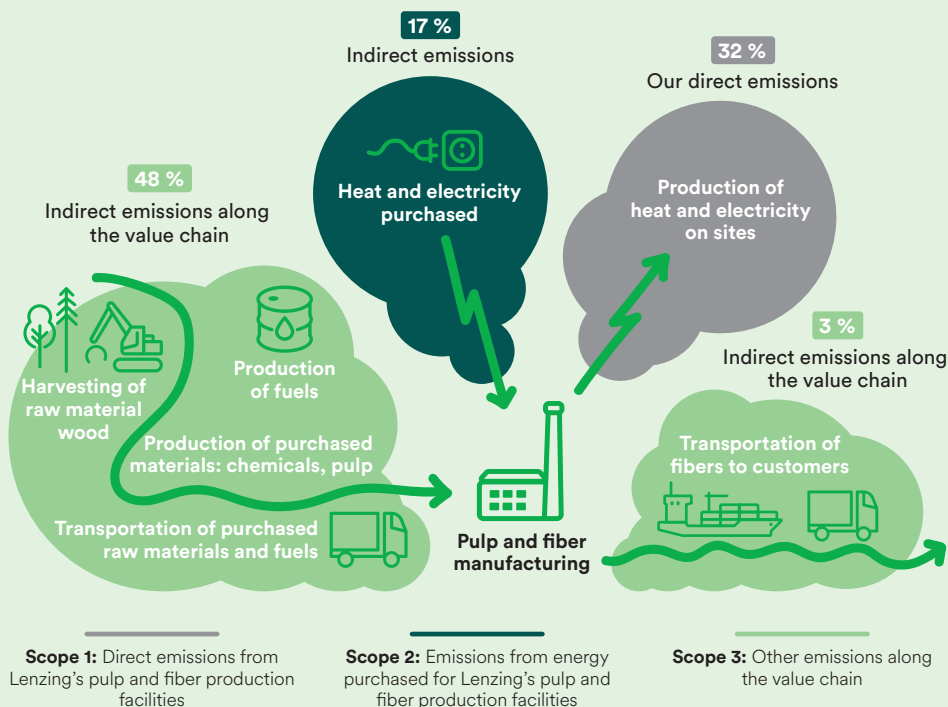 17 %
Indirect emissions
32 %
Our direct emissions
48 %
Indirect emissions along
the value chain
Heat and electricity
purchased
Production of
heat and electricity
on sites
3 %
Indirect emissions along
the value chain
Harvesting of
raw material
wood
Production
of fuels
Production of purchased
materials: chemicals, pulp
Transportation of purchased
raw materials and fuels
Pulp and fiber
manufacturing
Transportation of
fibers to customers
Scope 1: Direct emissions from
Lenzing's pulp and fiber production
facilities
Scope 2: Emissions from energy
purchased for Lenzing's pulp and
fiber production facilities
Scope 3: Other emissions along
the value chain